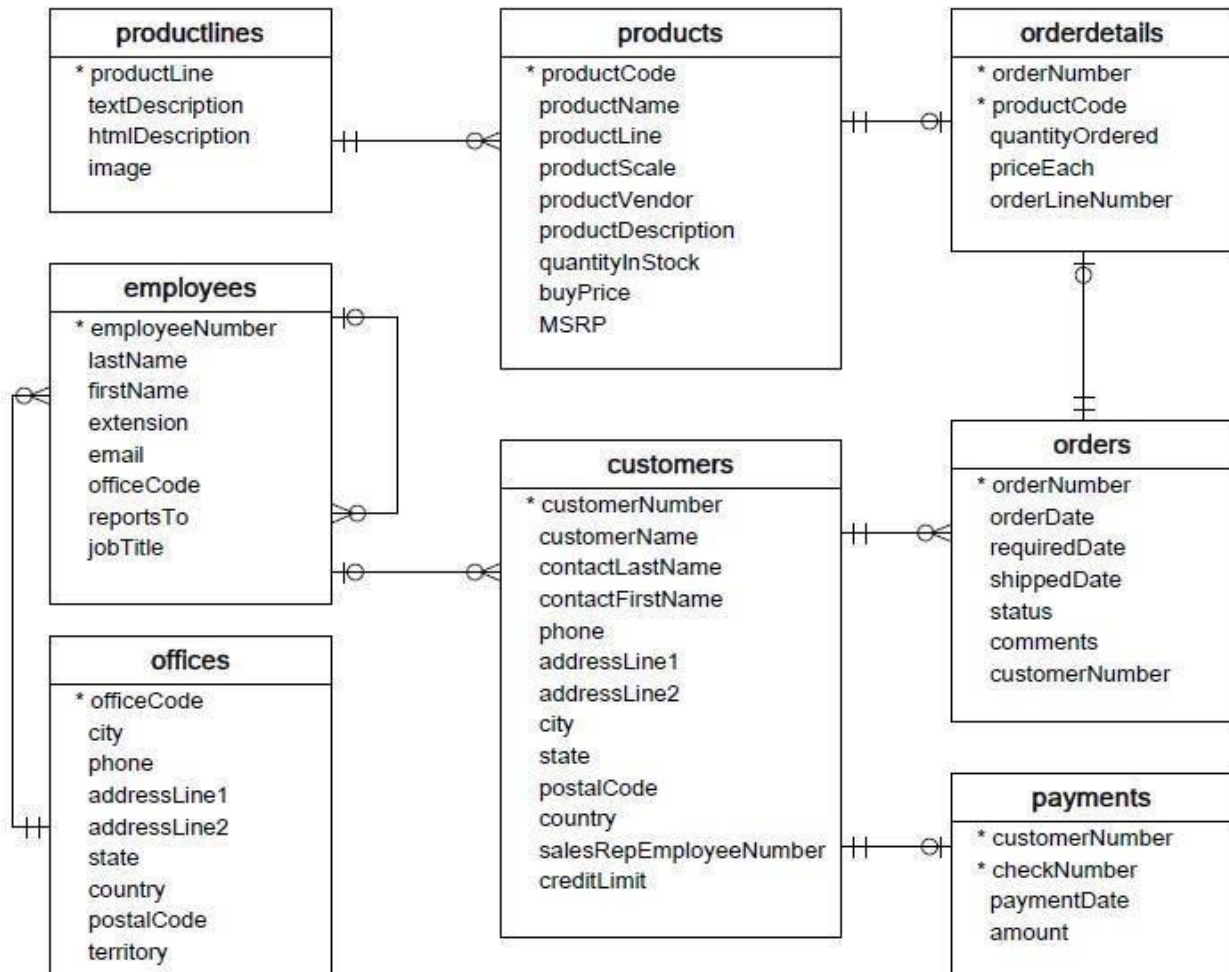 productlines
* productLine
textDescription
htmlDescription
image
products
* productCode
productName
productLine
productScale
productVendor
productDescription
quantityInStock
buyPrice
MSRP
orderdetails
* orderNumber
* productCode
quantityOrdered
priceEach
orderLineNumber
employees
* employeeNumber
lastName
firstName
extension
email
officeCode
reportsTo
jobTitle
customers
* customerNumber
customerName
contactLastName
contactFirstName
phone
addressLine1
addressLine2
city
state
postalCode
country
salesRepEmployeeNumber
creditLimit
orders
* orderNumber
orderDate
requiredDate
shippedDate
status
comments
customerNumber
offices
* officeCode
city
phone
addressLine1
addressLine2
state
country
postalCode
territory
payments
* customerNumber
* checkNumber
paymentDate
amount